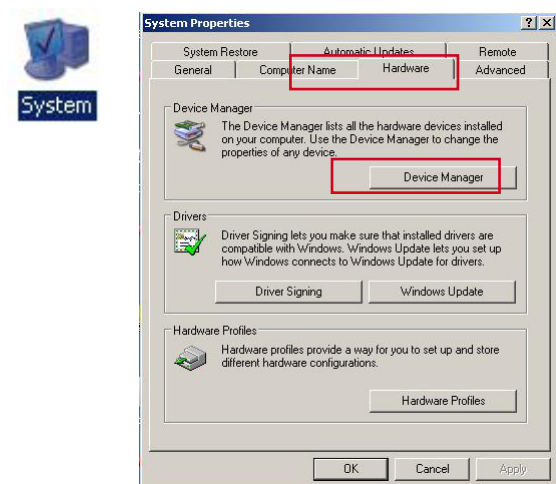 System
System Properties
System Restore
Automatic Updates
Remote
General
Computer Name
Hardware
Advanced
Device Manager
The Device Manager lists all the hardware devices installed
on your computer. Use the Device Manager to change the
properties of any device.
Device Manager
Drivers
Driver Signing lets you make sure that installed drivers are
compatible with Windows. Windows Update lets you set up
how Windows connects to Windows Update for drivers.
Driver Signing
Windows Update
Hardware Profiles
Hardware profiles provide a way for you to set up and store
different hardware configurations.
Hardware Profiles
OK
Cancel
Apply